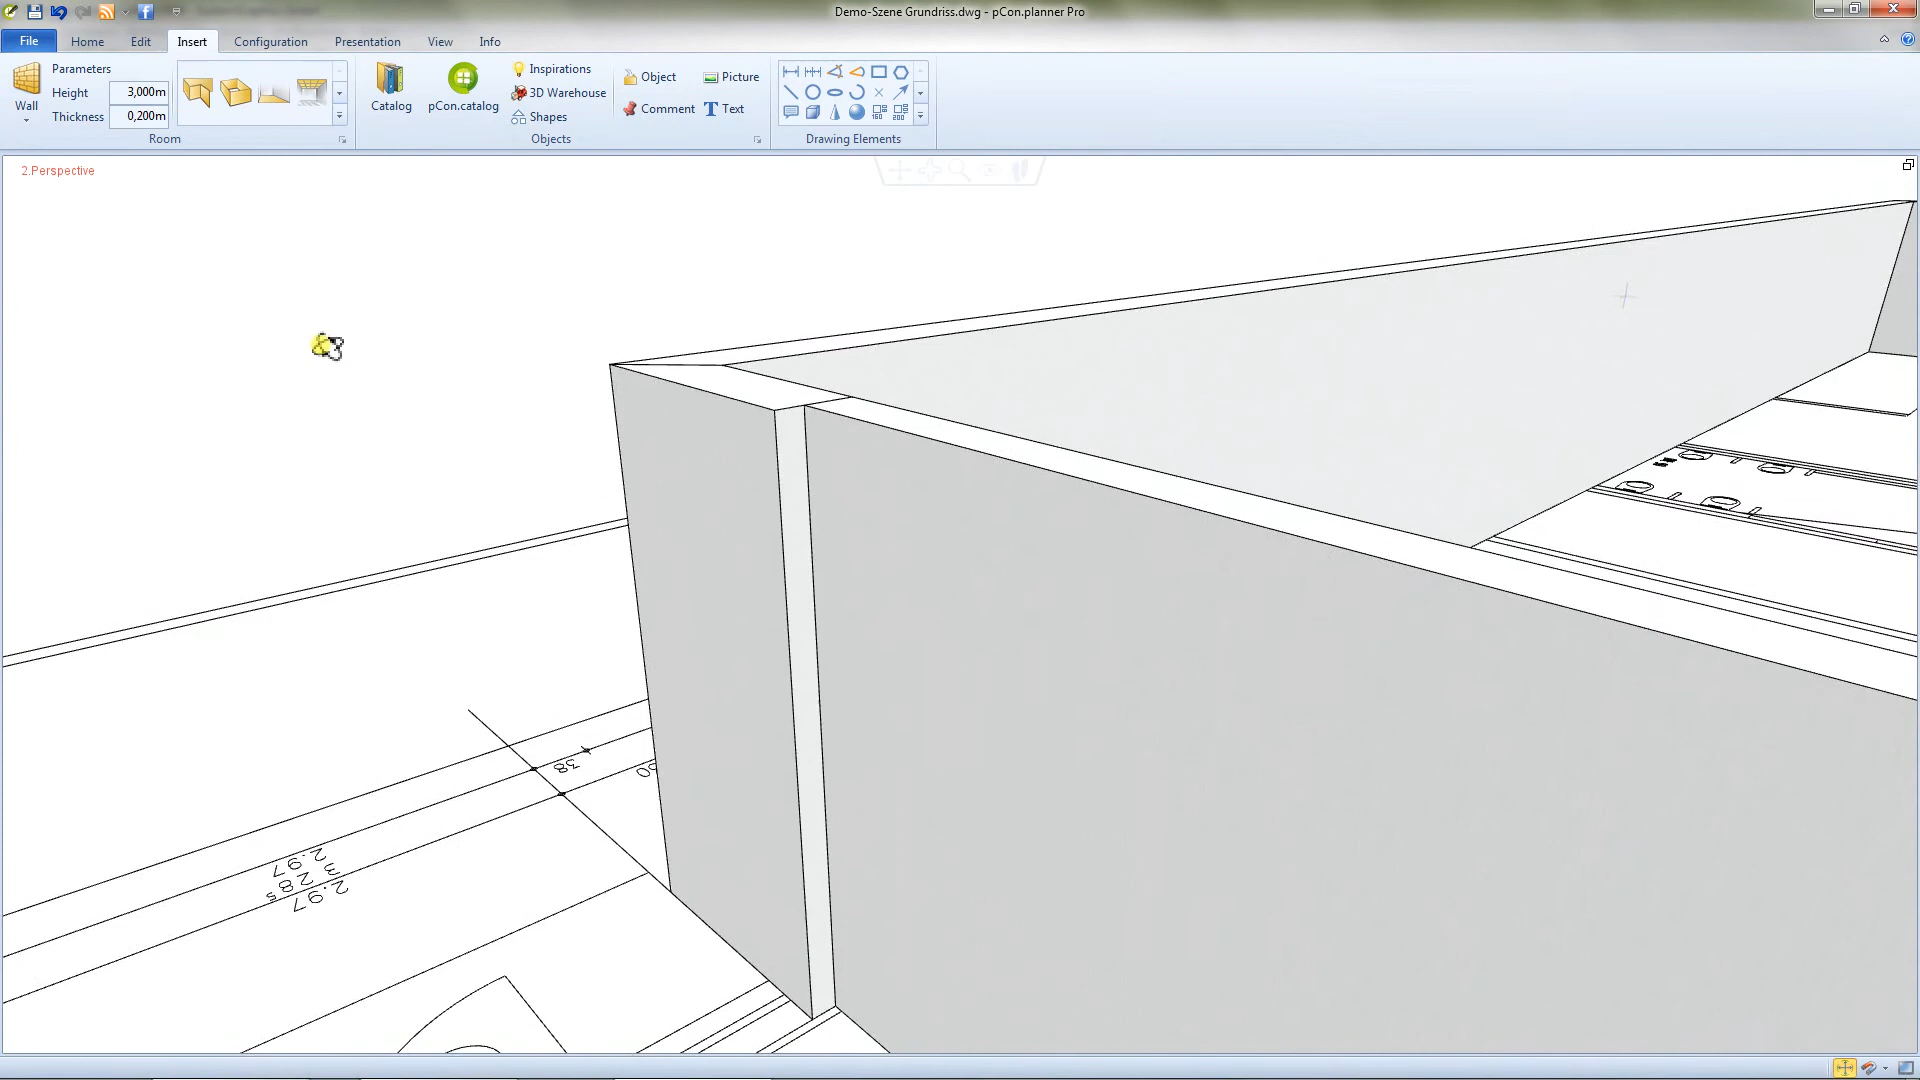 Demo-Szene Grundriss.dwg - pCon.planner Pro
File Home Edit Insert Configuration Presentation View Info
Wall
Parameters
Height 3,000m
Thickness 0,200m
Room
Catalog
pCon.catalog
Inspirations
3D Warehouse
Shapes
Object
Picture
Comment
Text
Objects
Drawing Elements
2.Perspective
38
2.97
3.28 5
2.97